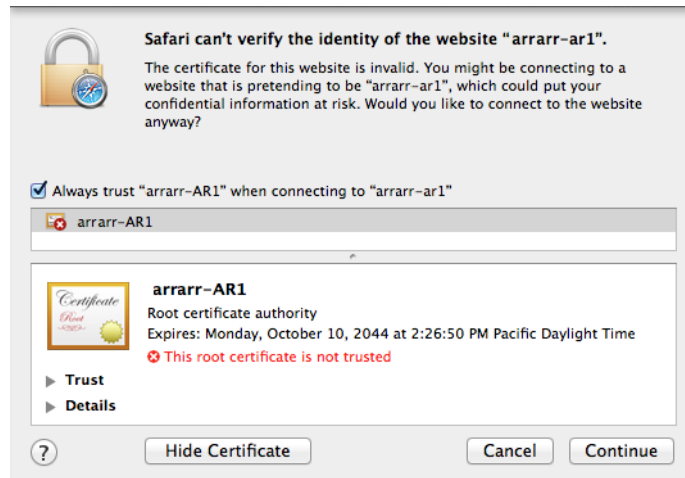 Safari can't verify the identity of the website "arrarr-ar1".
The certificate for this website is invalid. You might be connecting to a
website that is pretending to be "arrarr-ar1", which could put your
confidential information at risk. Would you like to connect to the website
anyway?
Always trust "arrarr-AR1" when connecting to "arrarr-ar1"
arrarr-AR1
Certificate
Root
arrarr-AR1
Root certificate authority
Expires: Monday, October 10, 2044 at 2:26:50 PM Pacific Daylight Time
This root certificate is not trusted
Trust
Details
?
Hide Certificate
Cancel
Continue